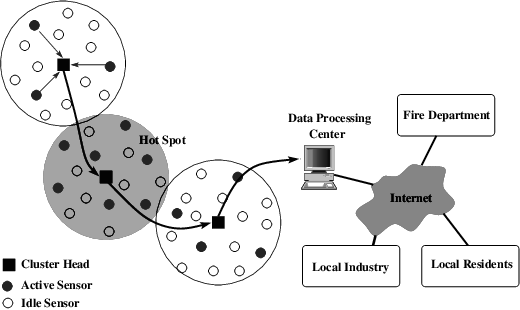 Hot Spot
Data Processing
Center
Fire Department
Internet
Local Industry
Local Residents
Cluster Head
Active Sensor
Idle Sensor